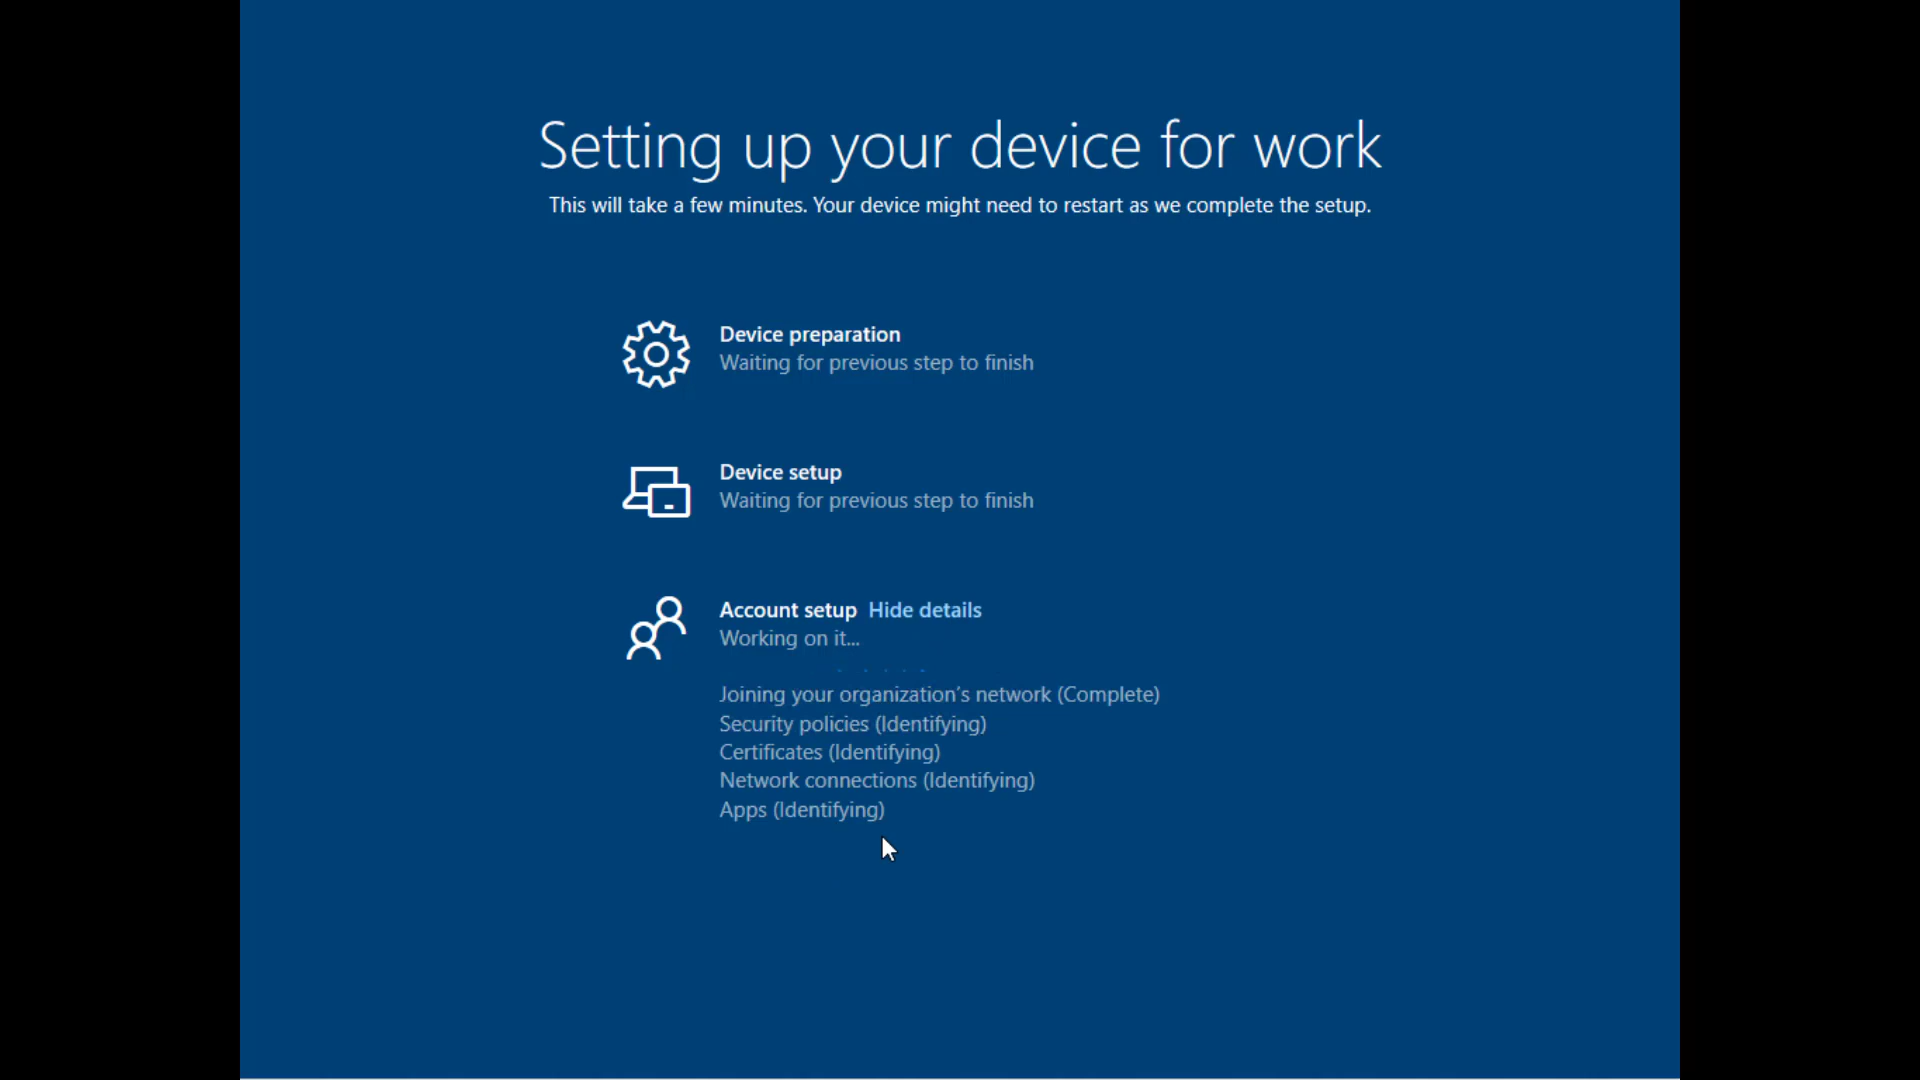 Setting up your device for work
This will take a few minutes. Your device might need to restart as we complete the setup.
Device preparation
Waiting for previous step to finish
Device setup
Waiting for previous step to finish
Account setup Hide details
Working on it...
Joining your organization's network (Complete)
Security policies (Identifying)
Certificates (Identifying)
Network connections (Identifying)
Apps (Identifying)